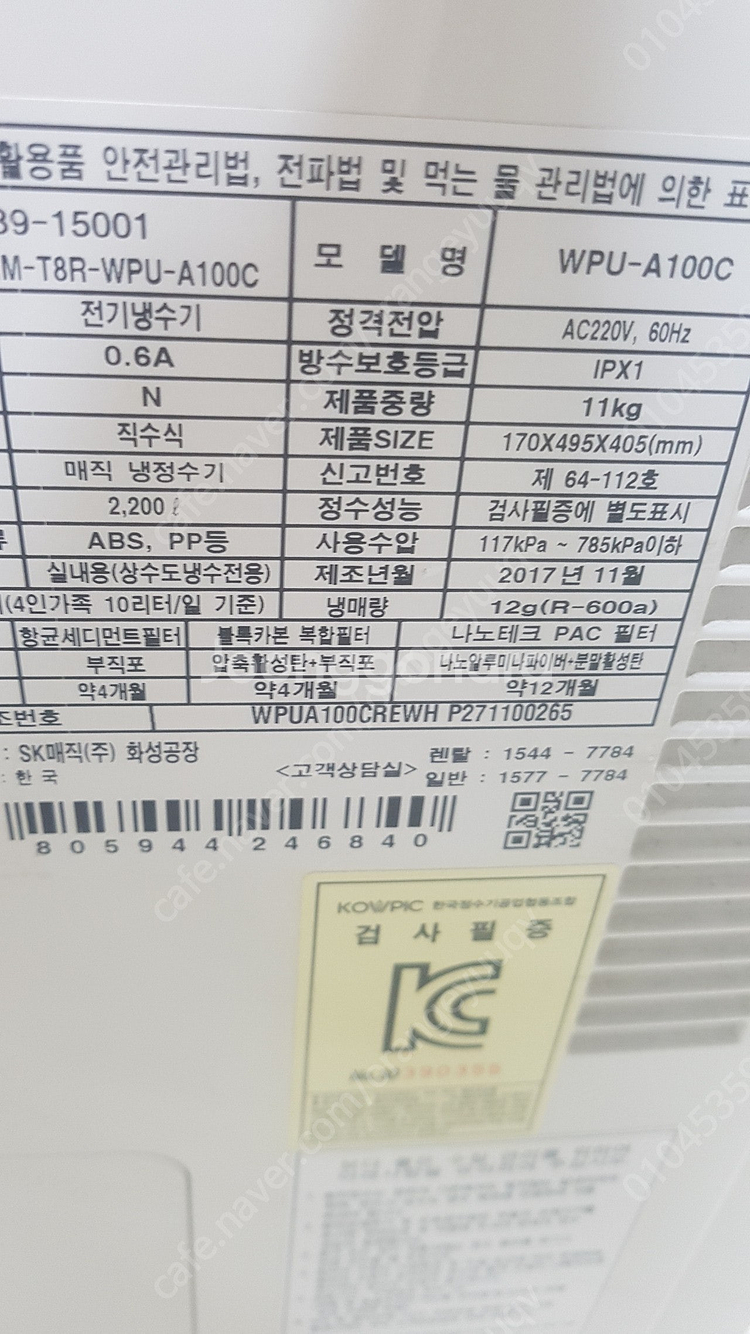 활용품 안전관리법, 전파법 및 먹는 물 관리법에 의한 표
39-15001
M-T8R-WPU-A100C 모 델 명 WPU-A100C
전기냉수기 정격전압 AC220V, 60Hz
0.6A 방수보호등급 IPX1
N 제품중량 11kg
직수식 제품SIZE 170X495X405(mm)
매직 냉정수기 신고번호 제 64-112호
2,200ℓ 정수성능 검사필증에 별도표시
ABS, PP등 사용수압 117kPa ~ 785kPa이하
실내용(상수도냉수전용) 제조년월 2017년 11월
(4인가족 10리터/일 기준) 냉매량 12g(R-600a)
항균세디먼트필터 블록카본 복합필터 나노테크 PAC 필터
부직포 압축활성탄+부직포 나노알루미나파이버+분말활성탄
약4개월 약4개월 약12개월
조번호 WPUA100CREWH P271100265
: SK매직(주) 화성공장
: 한 국
<고객상담실> 렌탈 : 1544 - 7784
일반 : 1577 - 7784
805944246840
KOWPIC 한국정수기공업협동조합
검 사 필 증
KC
cafe.naver.com/orangeyuuqv